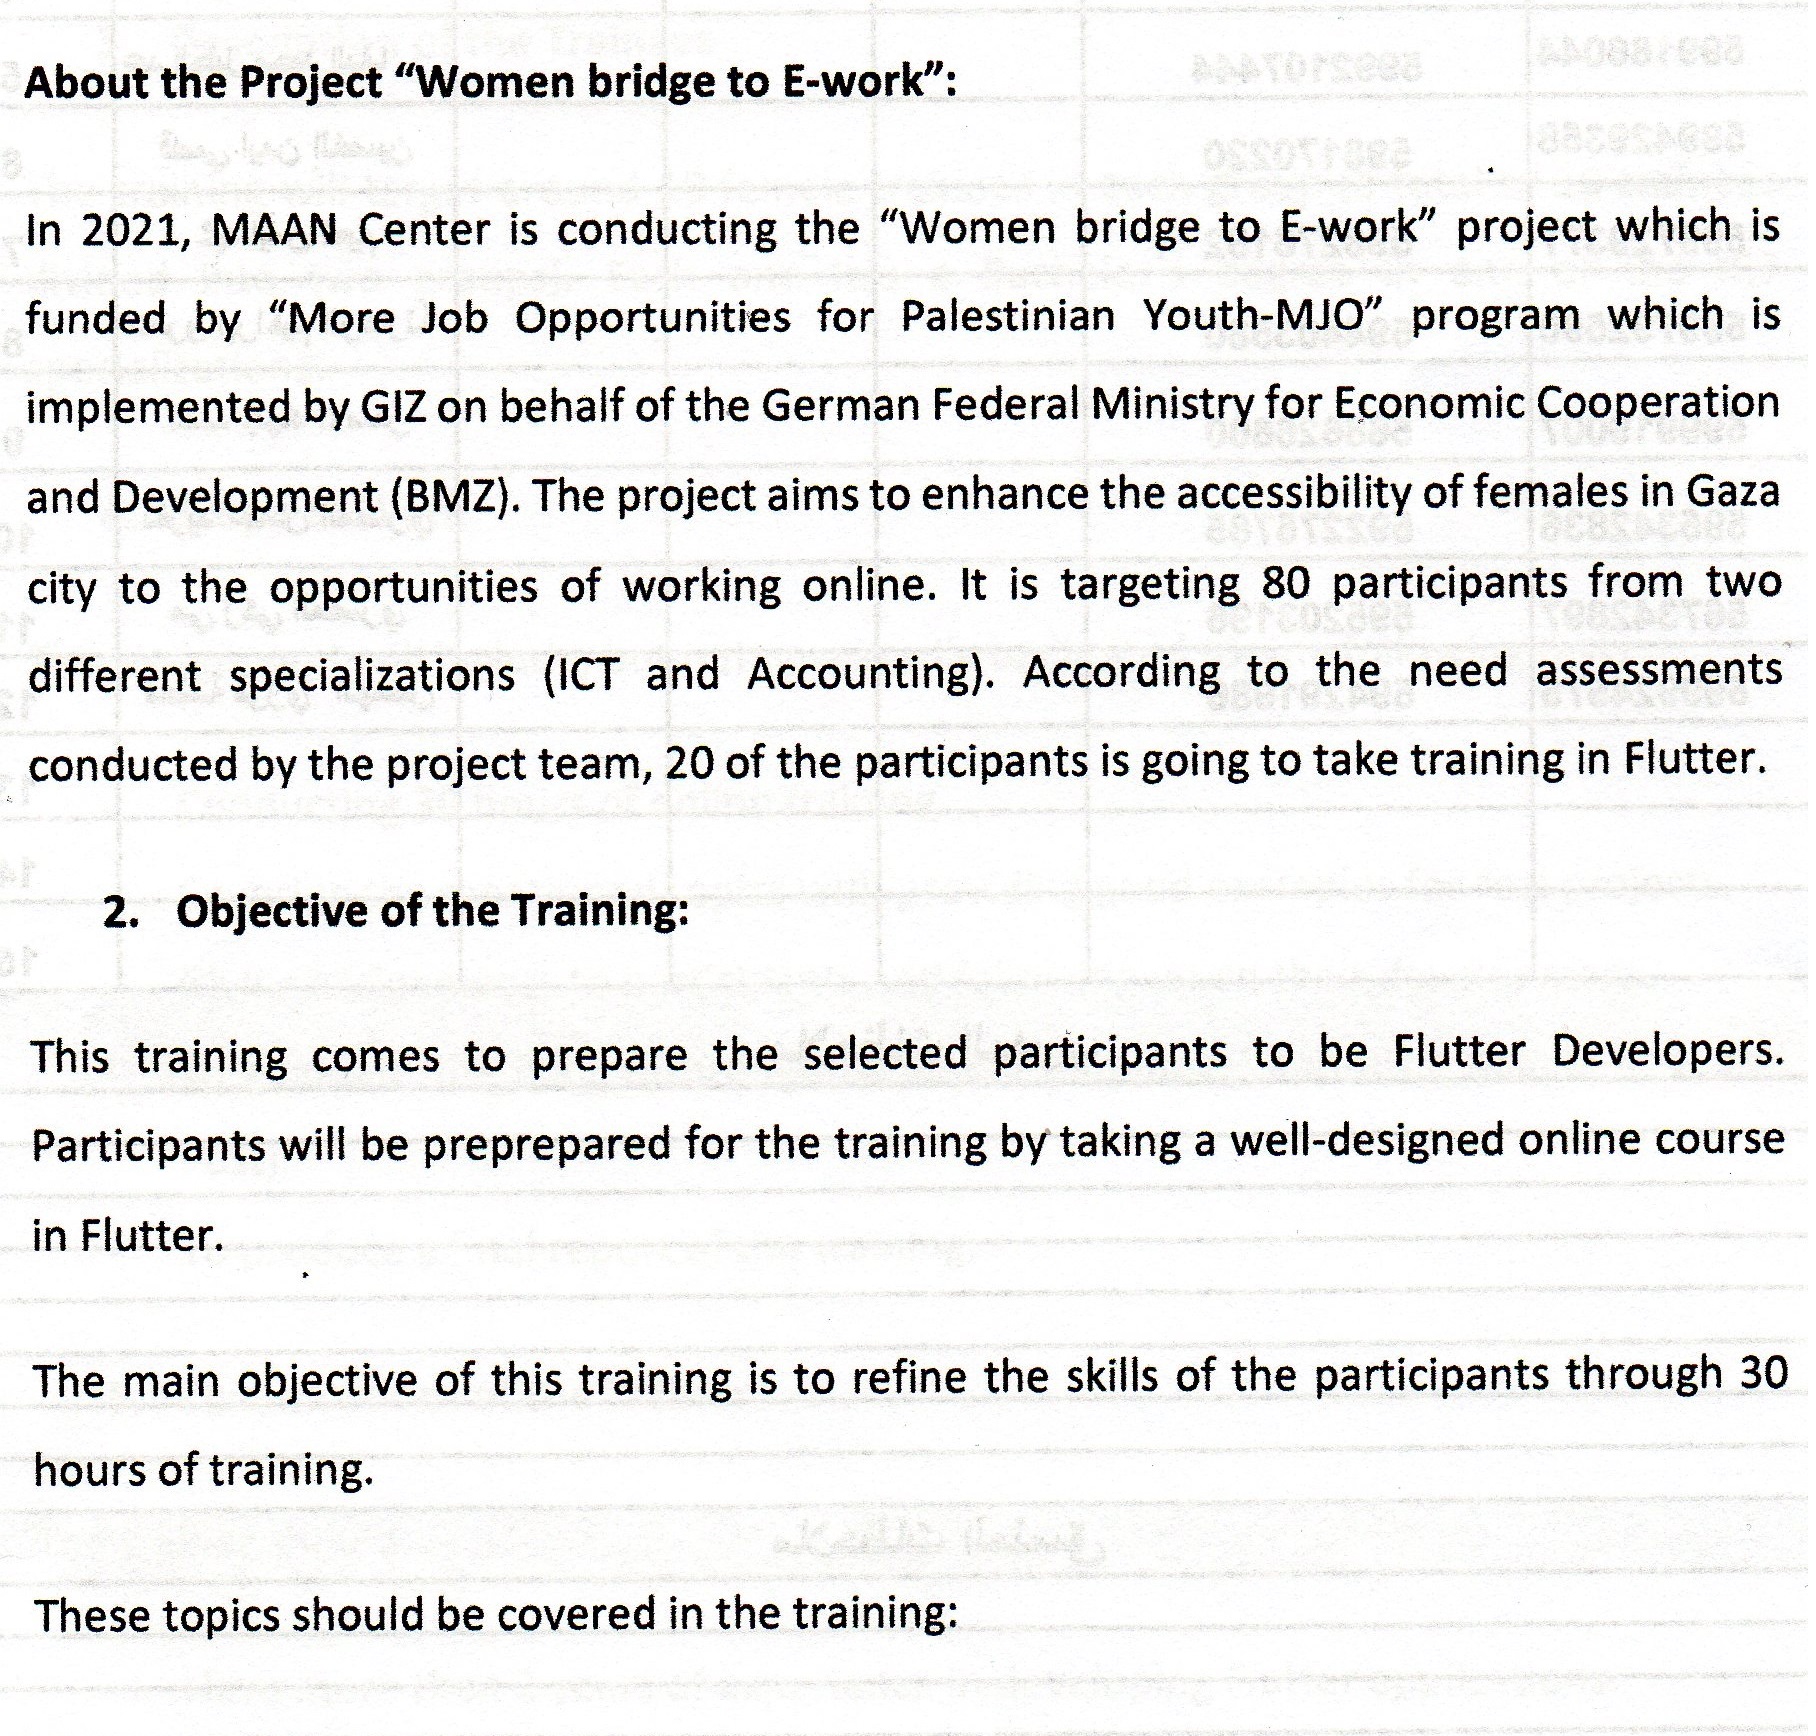 About the Project “Women bridge to E-work”:
In 2021, MAAN Center is conducting the “Women bridge to E-work” project which is
funded by “More Job Opportunities for Palestinian Youth-MJO” program which is
implemented by GIZ on behalf of the German Federal Ministry for Economic Cooperation
and Development (BMZ). The project aims to enhance the accessibility of females in Gaza
city to the opportunities of working online. It is targeting 80 participants from two
different specializations (ICT and Accounting). According to the need assessments
conducted by the project team, 20 of the participants is going to take training in Flutter.
2. Objective of the Training:
This training comes to prepare the selected participants to be Flutter Developers.
Participants will be preprepared for the training by taking a well-designed online course
in Flutter.
The main objective of this training is to refine the skills of the participants through 30
hours of training.
These topics should be covered in the training: